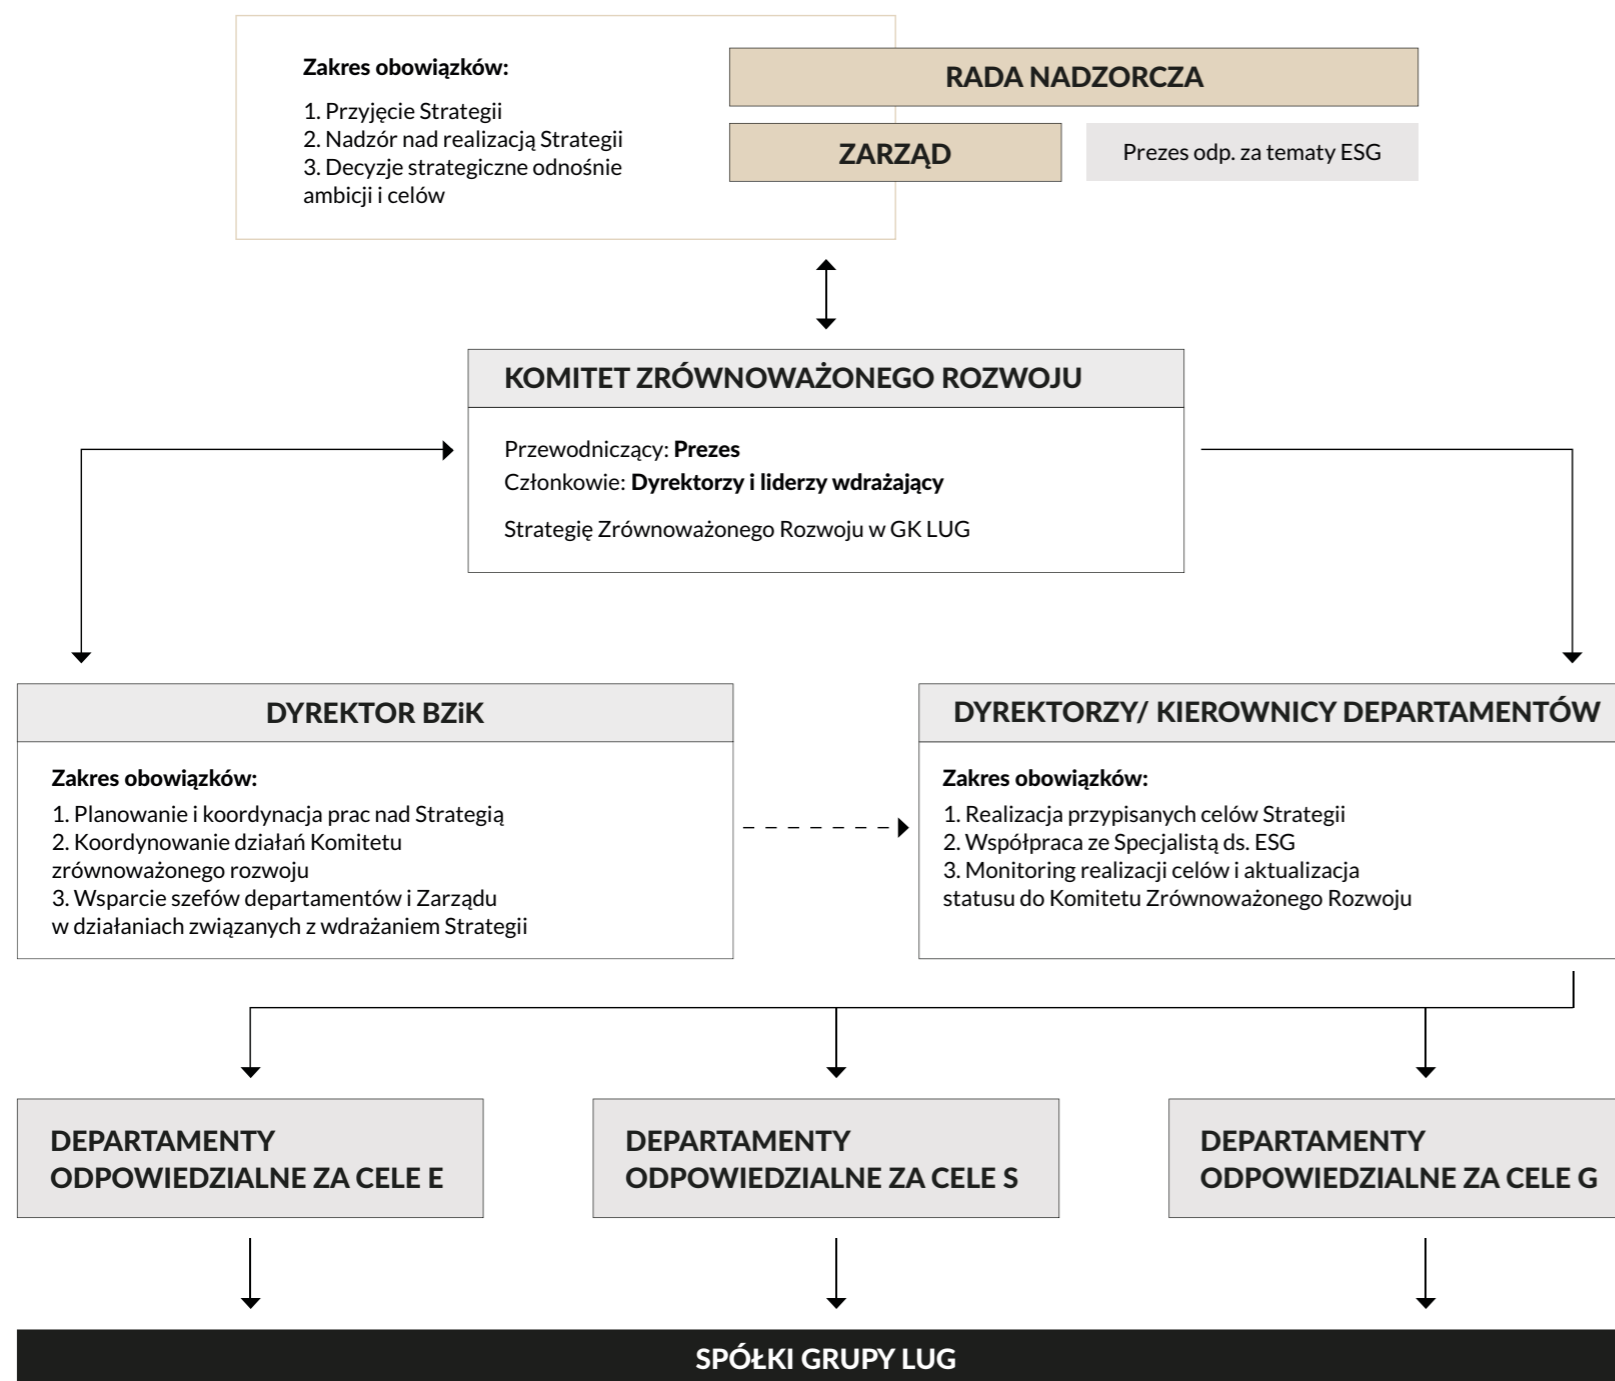 Zakres obowiązków:
1. Przyjęcie Strategii
2. Nadzór nad realizacją Strategii
3. Decyzje strategiczne odnośnie
ambicji i celów
RADA NADZORCZA
ZARZĄD
Prezes odp. za tematy ESG
KOMITET ZRÓWNOWAŻONEGO ROZWOJU
Przewodniczący: Prezes
Członkowie: Dyrektorzy i liderzy wdrażający
Strategię Zrównoważonego Rozwoju w GK LUG
DYREKTOR BZiK
Zakres obowiązków:
1. Planowanie i koordynacja prac nad Strategią
2. Koordynowanie działań Komitetu
zrównoważonego rozwoju
3. Wsparcie szefów departamentów i Zarządu
w działaniach związanych z wdrażaniem Strategii
DYREKTORZY/ KIEROWNICY DEPARTAMENTÓW
Zakres obowiązków:
1. Realizacja przypisanych celów Strategii
2. Współpraca ze Specjalistą ds. ESG
3. Monitoring realizacji celów i aktualizacja
statusu do Komitetu Zrównoważonego Rozwoju
DEPARTAMENTY
ODPOWIEDZIALNE ZA CELE E
DEPARTAMENTY
ODPOWIEDZIALNE ZA CELE S
DEPARTAMENTY
ODPOWIEDZIALNE ZA CELE G
SPÓŁKI GRUPY LUG